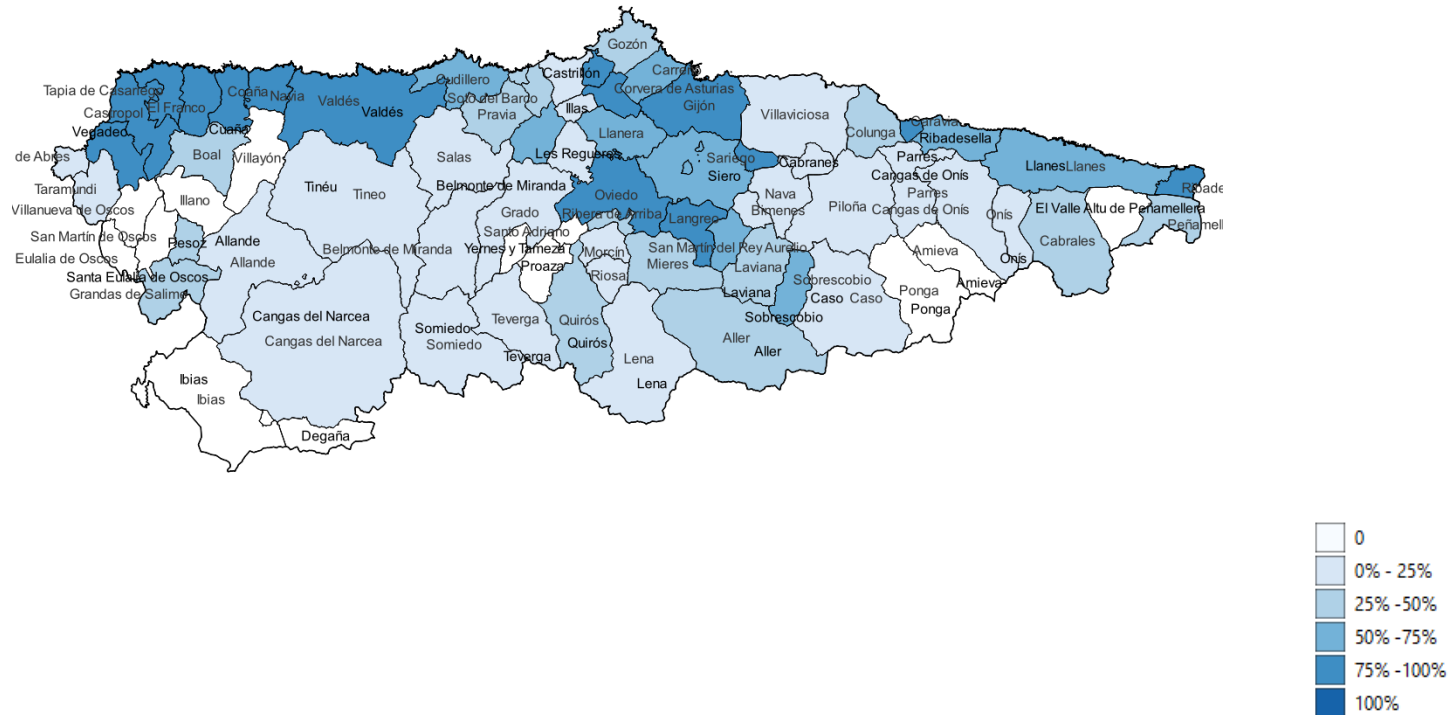 Gozón
Castrillón
Carreño
Cudillero
Corvera de Asturias
Tapia de Casariego
Coaña
Navia
Valdés
Valdés
Soto del Barco
Gijón
El Franco
Castropol
Pravia
Illas
Villaviciosa
Caravia
Vegadeo
Cuaña
Llanera
Colunga
Ribadesella
de Abres
Boal
Villayón
Salas
Les Regueres
Sariego
Siero
Cabranes
Parres
Llanes
Llanes
Cangas de Onís
Taramundi
Tinéu
Tineo
Belmonte de Miranda
Oviedo
Nava
Parres
Ribade
Villanueva de Oscos
Illano
Grado
Ribera de Arriba
Langreo
Bimenes
Piloña
Cangas de Onís
Onís
El Valle Altu de Peñamellera
Peñamell
San Martín de Oscos
Pesoz
Allande
Santo Adriano
Yernes y Tameza
Morcín
San Martín del Rey Aurelio
Amieva
Cabrales
Eulalia de Oscos
Allande
Belmonte de Miranda
Proaza
Mieres
Laviana
Onís
Santa Eulalia de Oscos
Riosa
Sobrescobio
Grandas de Salime
Laviana
Caso
Caso
Ponga
Amieva
Cangas del Narcea
Somiedo
Teverga
Quirós
Sobrescobio
Ponga
Cangas del Narcea
Somiedo
Teverga
Quirós
Lena
Aller
Aller
Ibias
Lena
Ibias
Degaña
0
0% - 25%
25% -50%
50% -75%
75% -100%
100%